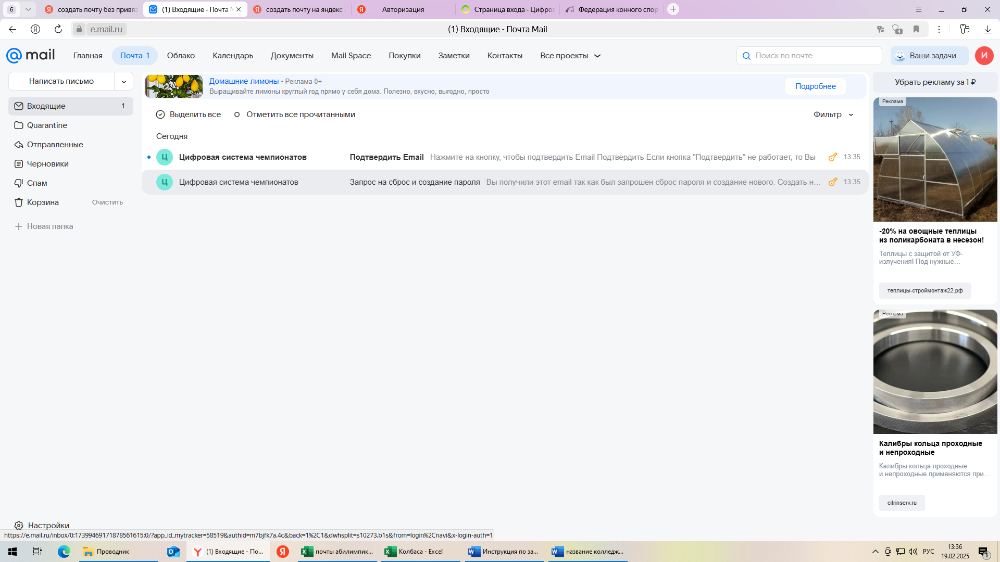 6
создать почту без привяз
(1) Входящие - Почта M
создать почту на яндекс -
Авторизация
Страница входа - Цифров
Федерация конного спор
e.mail.ru
(1) Входящие - Почта Mail
4
mail
Главная
Почта 1
Облако
Календарь
Документы
Mail Space
Покупки
Заметки
Контакты
Все проекты
Поиск по почте
Ваши задачи
И
Написать письмо
Входящие 1
Quarantine
Отправленные
Черновики
Спам
Корзина Очистить
Новая папка
Домашние лимоны • Реклама 0+
Выращивайте лимоны круглый год прямо у себя дома. Полезно, вкусно, выгодно, просто
Подробнее
Выделить все
Отметить все прочитанными
Фильтр
Сегодня
Ц Цифровая система чемпионатов Подтвердить Email Нажмите на кнопку, чтобы подтвердить Email Подтвердить Если кнопка "Подтвердить" не работает, то Вы 13:35
Ц Цифровая система чемпионатов Запрос на сброс и создание пароля Вы получили этот email так как был запрошен сброс пароля и создание нового. Создать н... 13:35
Убрать рекламу за 1 ₽
Реклама
-20% на овощные теплицы
из поликарбоната в несезон!
Теплицы с защитой от УФ-
излучения! Под нужные...
теплицы-строймонтаж22.рф
Реклама
Калибры кольца проходные
и непроходные
Калибры кольца проходные
и непроходные применяются при...
citrinserv.ru
Настройки
https://e.mail.ru/inbox/0:17399469171878561615:0/?app_id_mytracker=58519&authid=m7bjfk7a.4c&back=1%2C1&dwhsplit=s10273.b1s&from=login%2Cnavi&x-login-auth=1
Проводник
(1) Входящие - По...
почты абилимпик...
Колбаса - Excel
Инструкция по за...
название колледж...
РУС
13:36
19.02.2025
1